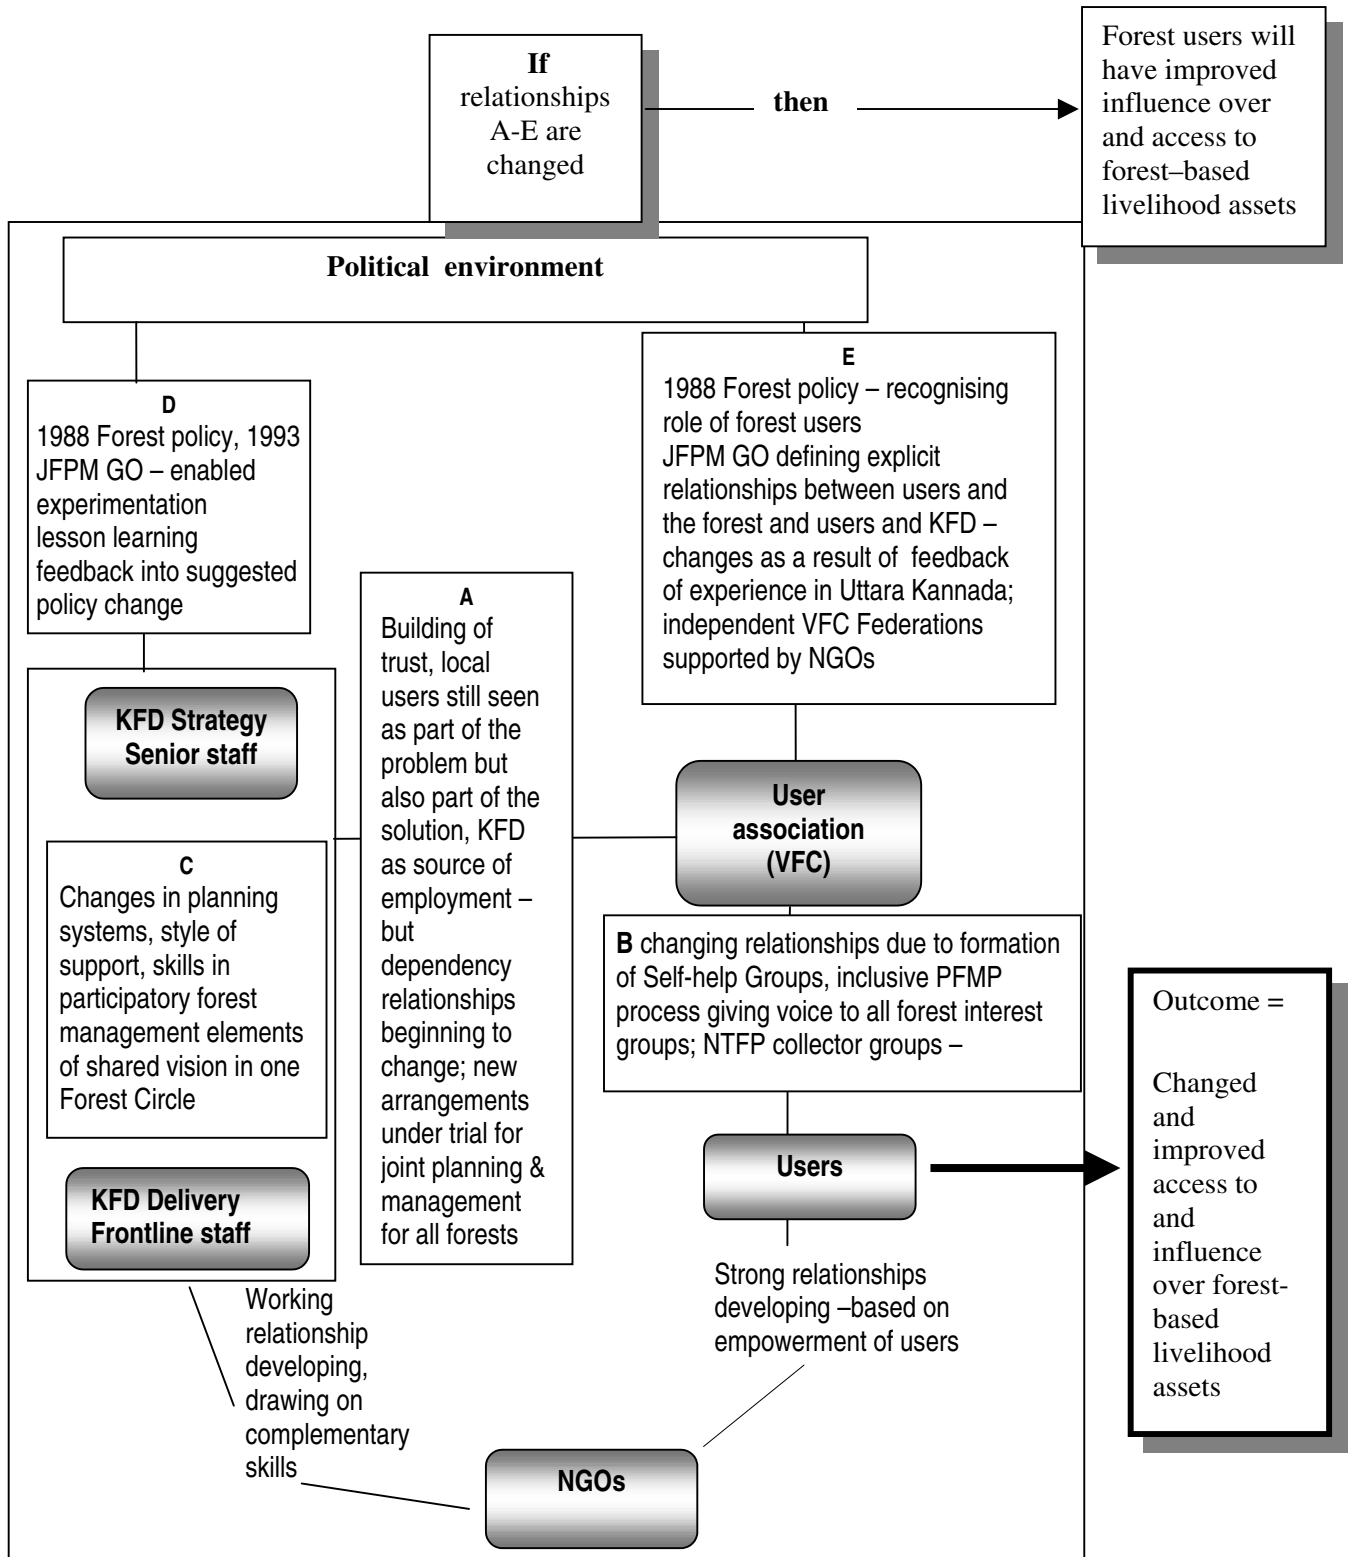 If
relationships
A-E are
changed
then
Forest users will
have improved
influence over
and access to
forest–based
livelihood assets
Political environment
D
1988 Forest policy, 1993
JFPM GO – enabled
experimentation
lesson learning
feedback into suggested
policy change
E
1988 Forest policy – recognising
role of forest users
JFPM GO defining explicit
relationships between users and
the forest and users and KFD –
changes as a result of feedback
of experience in Uttara Kannada;
independent VFC Federations
supported by NGOs
KFD Strategy
Senior staff
A
Building of
trust, local
users still seen
as part of the
problem but
also part of the
solution, KFD
as source of
employment –
but
dependency
relationships
beginning to
change; new
arrangements
under trial for
joint planning &
management
for all forests
User
association
(VFC)
C
Changes in planning
systems, style of
support, skills in
participatory forest
management elements
of shared vision in one
Forest Circle
B changing relationships due to formation
of Self-help Groups, inclusive PFMP
process giving voice to all forest interest
groups; NTFP collector groups –
KFD Delivery
Frontline staff
Users
Outcome =
Changed
and
improved
access to
and
influence
over forest-
based
livelihood
assets
Working
relationship
developing,
drawing on
complementary
skills
Strong relationships
developing –based on
empowerment of users
NGOs